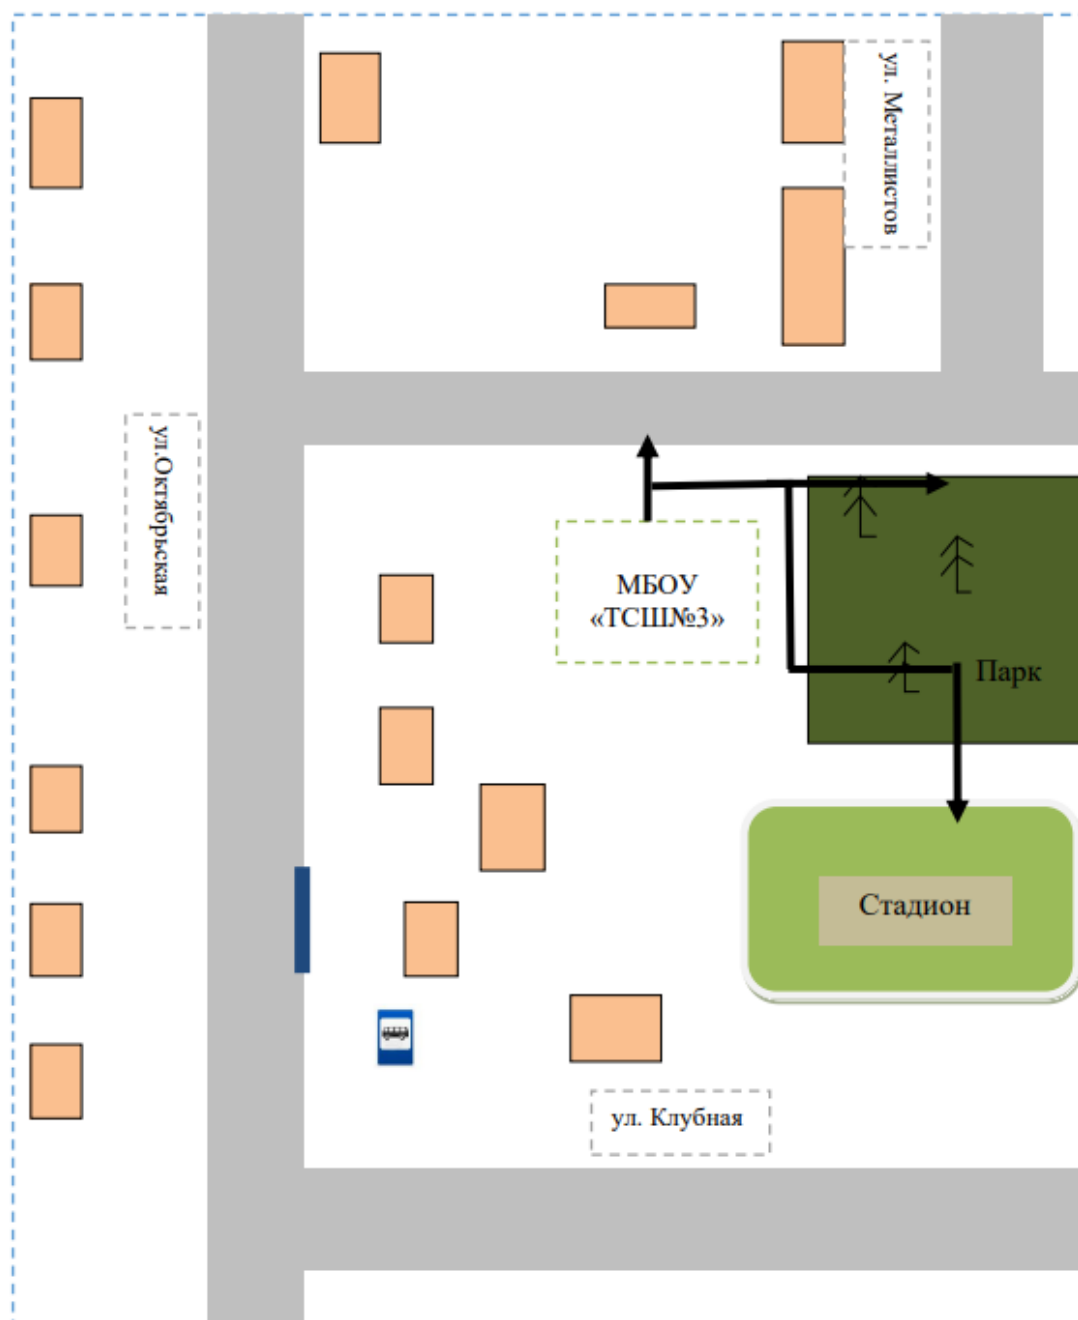 ул. Металлистов
ул.Октябрьская
МБОУ
«ТСШ№3»
Парк
Стадион
ул. Клубная